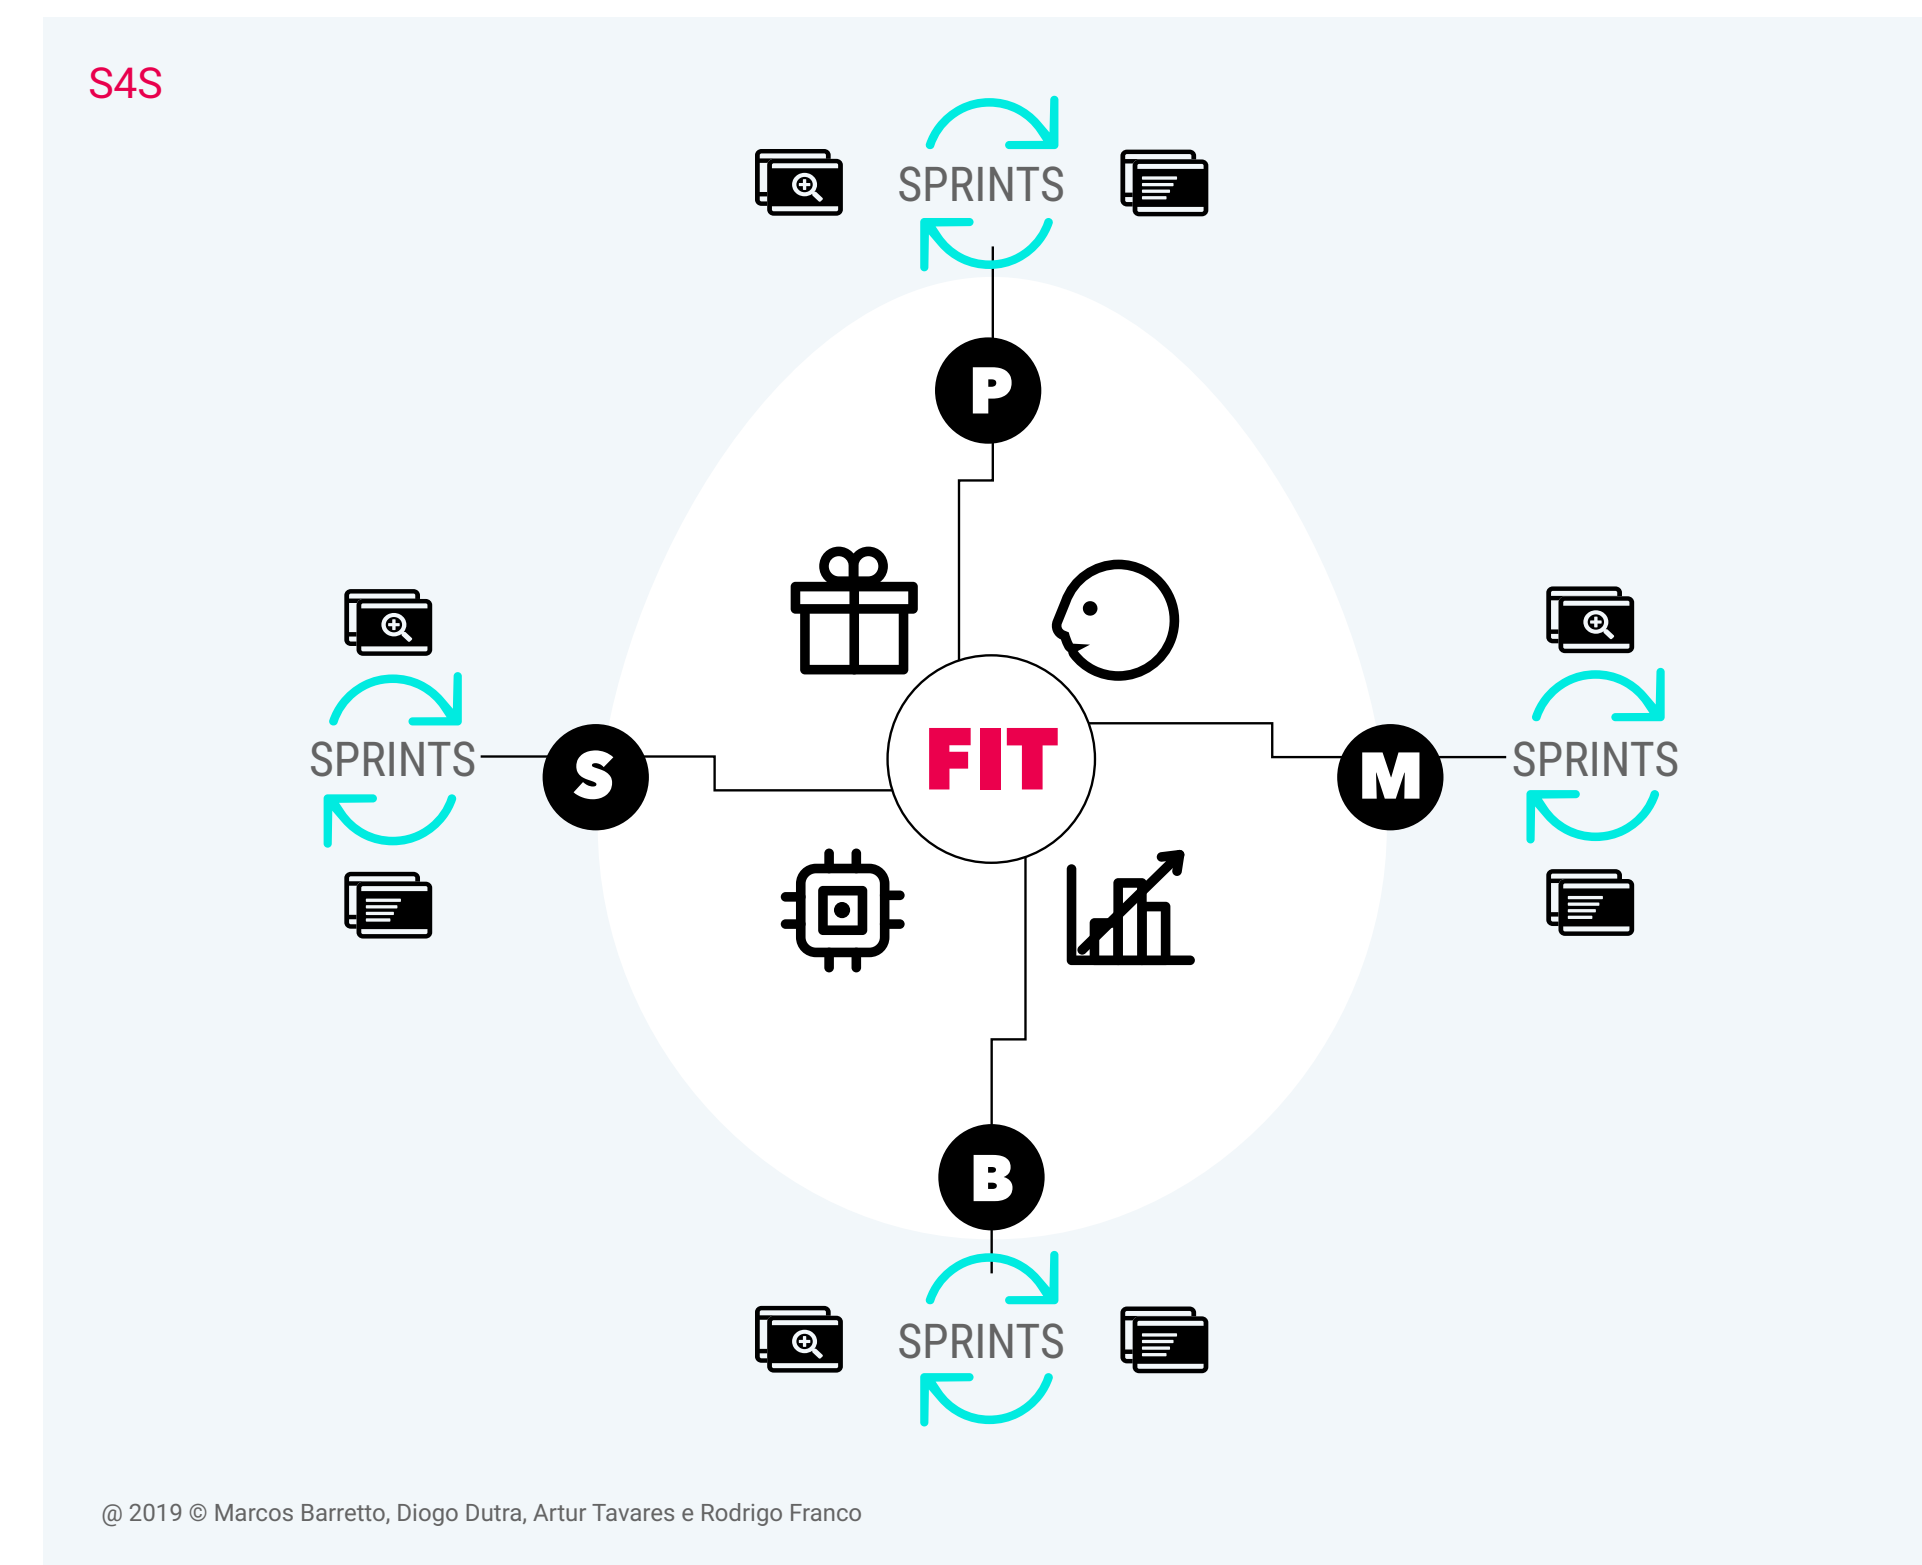 S4S
SPRINTS
P
FIT
SPRINTS
S
M
SPRINTS
B
SPRINTS
@ 2019 © Marcos Barretto, Diogo Dutra, Artur Tavares e Rodrigo Franco